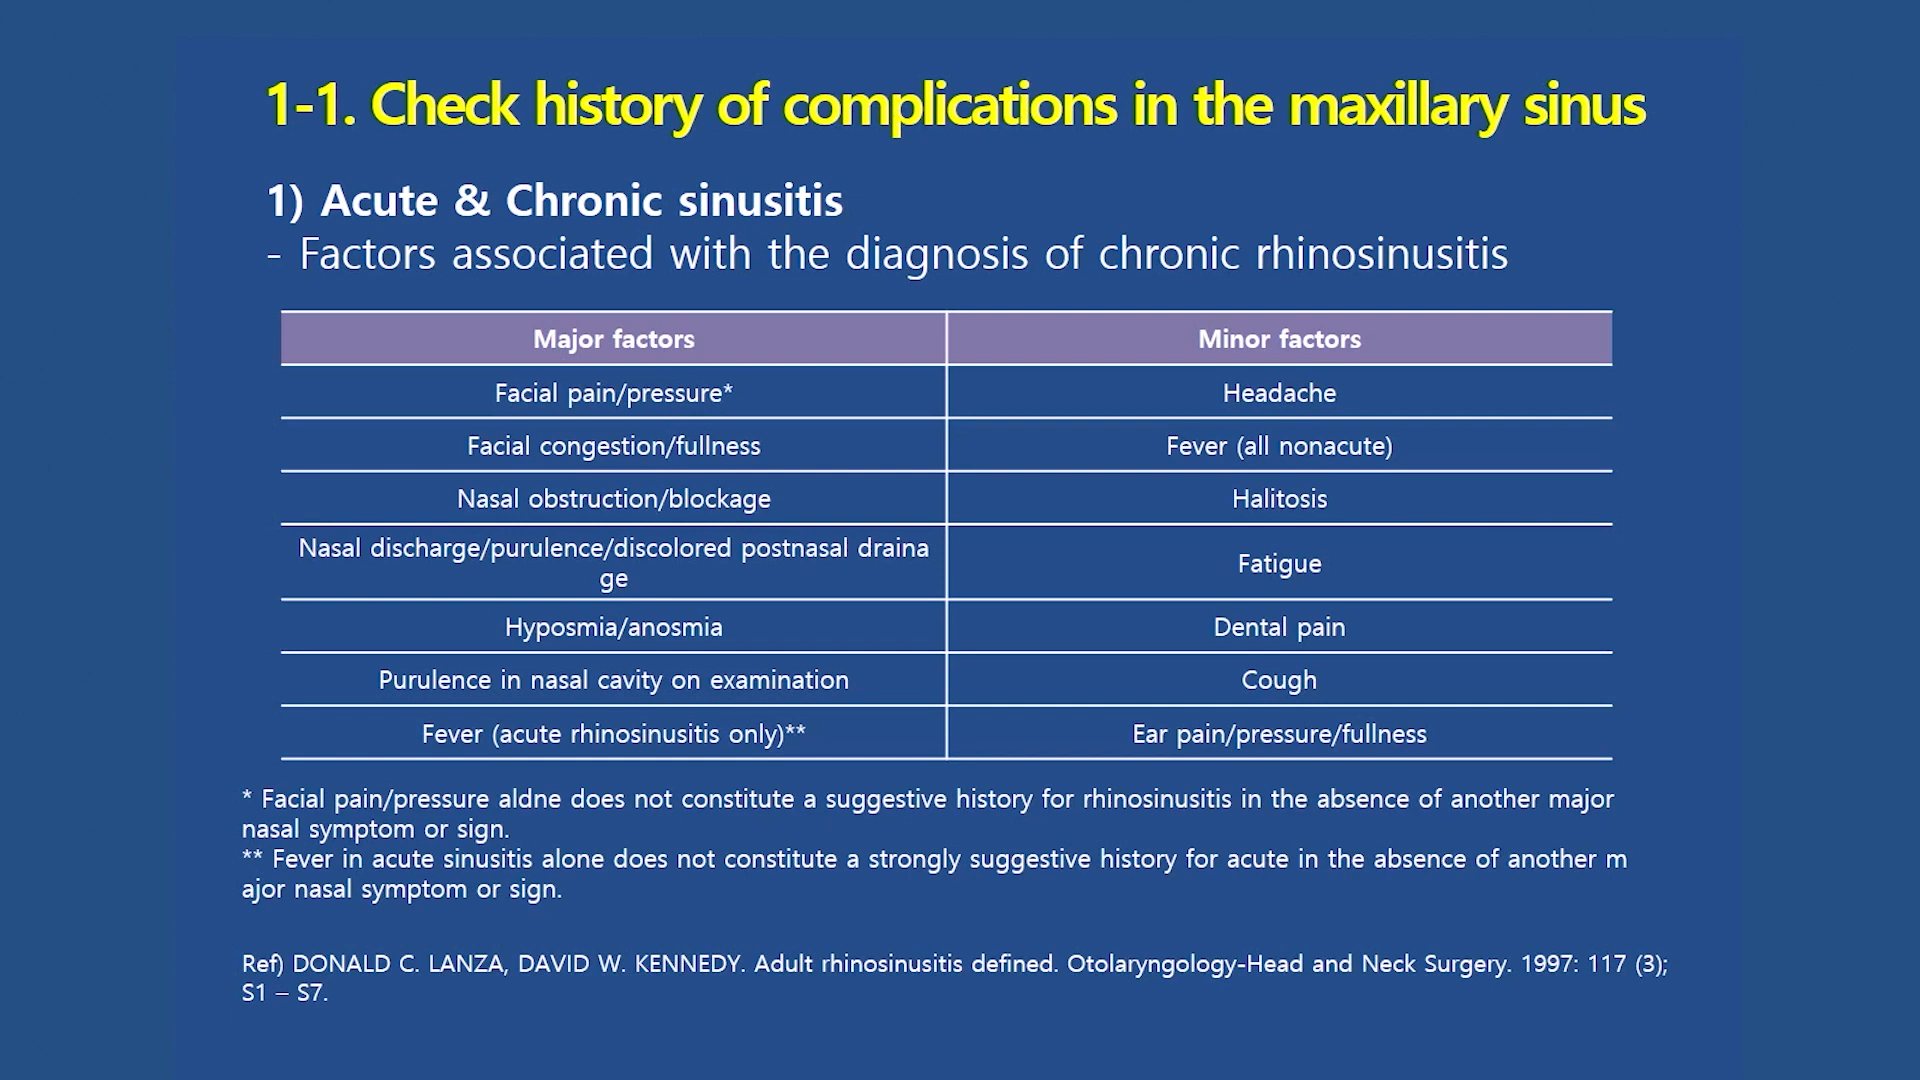 1-1. Check history of complications in the maxillary sinus
1) Acute & Chronic sinusitis
- Factors associated with the diagnosis of chronic rhinosinusitis
Major factors Minor factors
Facial pain/pressure* Headache
Facial congestion/fullness Fever (all nonacute)
Nasal obstruction/blockage Halitosis
Nasal discharge/purulence/discolored postnasal draina
ge Fatigue
Hyposmia/anosmia Dental pain
Purulence in nasal cavity on examination Cough
Fever (acute rhinosinusitis only)** Ear pain/pressure/fullness
* Facial pain/pressure aldne does not constitute a suggestive history for rhinosinusitis in the absence of another major
nasal symptom or sign.
** Fever in acute sinusitis alone does not constitute a strongly suggestive history for acute in the absence of another m
ajor nasal symptom or sign.
Ref) DONALD C. LANZA, DAVID W. KENNEDY. Adult rhinosinusitis defined. Otolaryngology-Head and Neck Surgery. 1997: 117 (3);
S1 – S7.